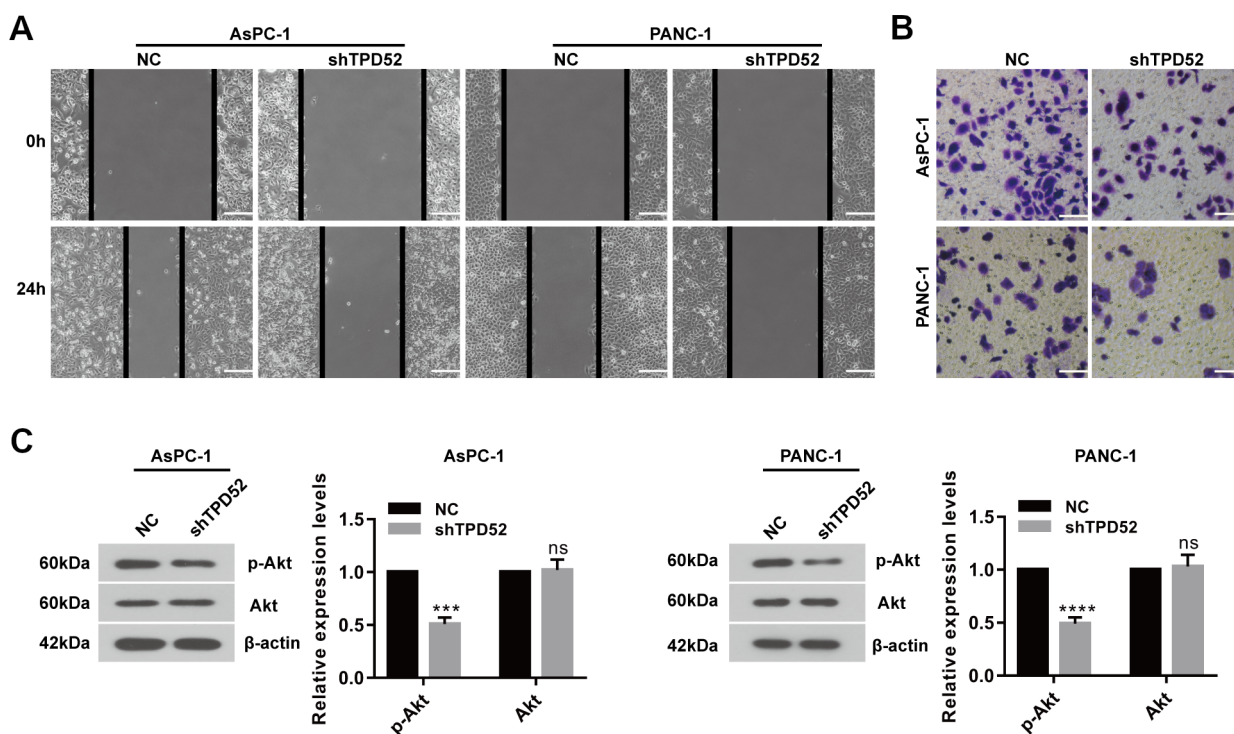 A
B
AsPC-1
PANC-1
NC
shTPD52
NC
shTPD52
NC
shTPD52
0h
24h
AsPC-1
PANC-1
C
AsPC-1
NC
shTPD52
60kDa
p-Akt
60kDa
Akt
42kDa
β-actin
AsPC-1
NC
shTPD52
Relative expression levels
1.5
1.0
0.5
0.0
***
ns
p-Akt
Akt
PANC-1
NC
shTPD52
60kDa
p-Akt
60kDa
Akt
42kDa
β-actin
PANC-1
NC
shTPD52
Relative expression levels
1.5
1.0
0.5
0.0
****
ns
p-Akt
Akt